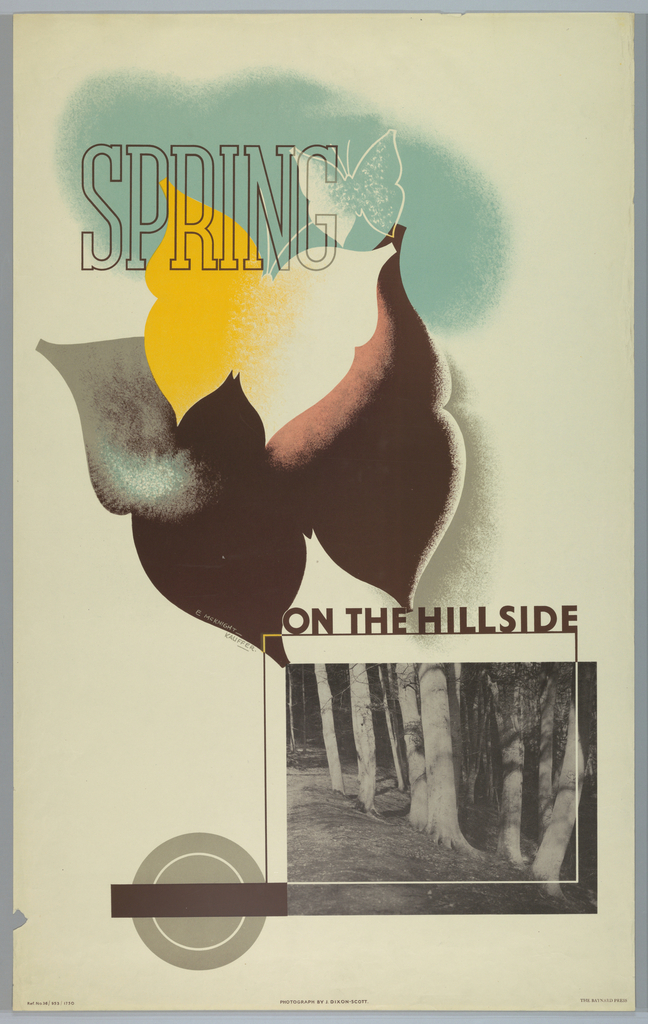 SPRING
E MCKNIGHT
KAUFFER.
ON THE HILLSIDE
PHOTOGRAPH BY J. DIXON-SCOTT.
THE BAYNARD PRESS